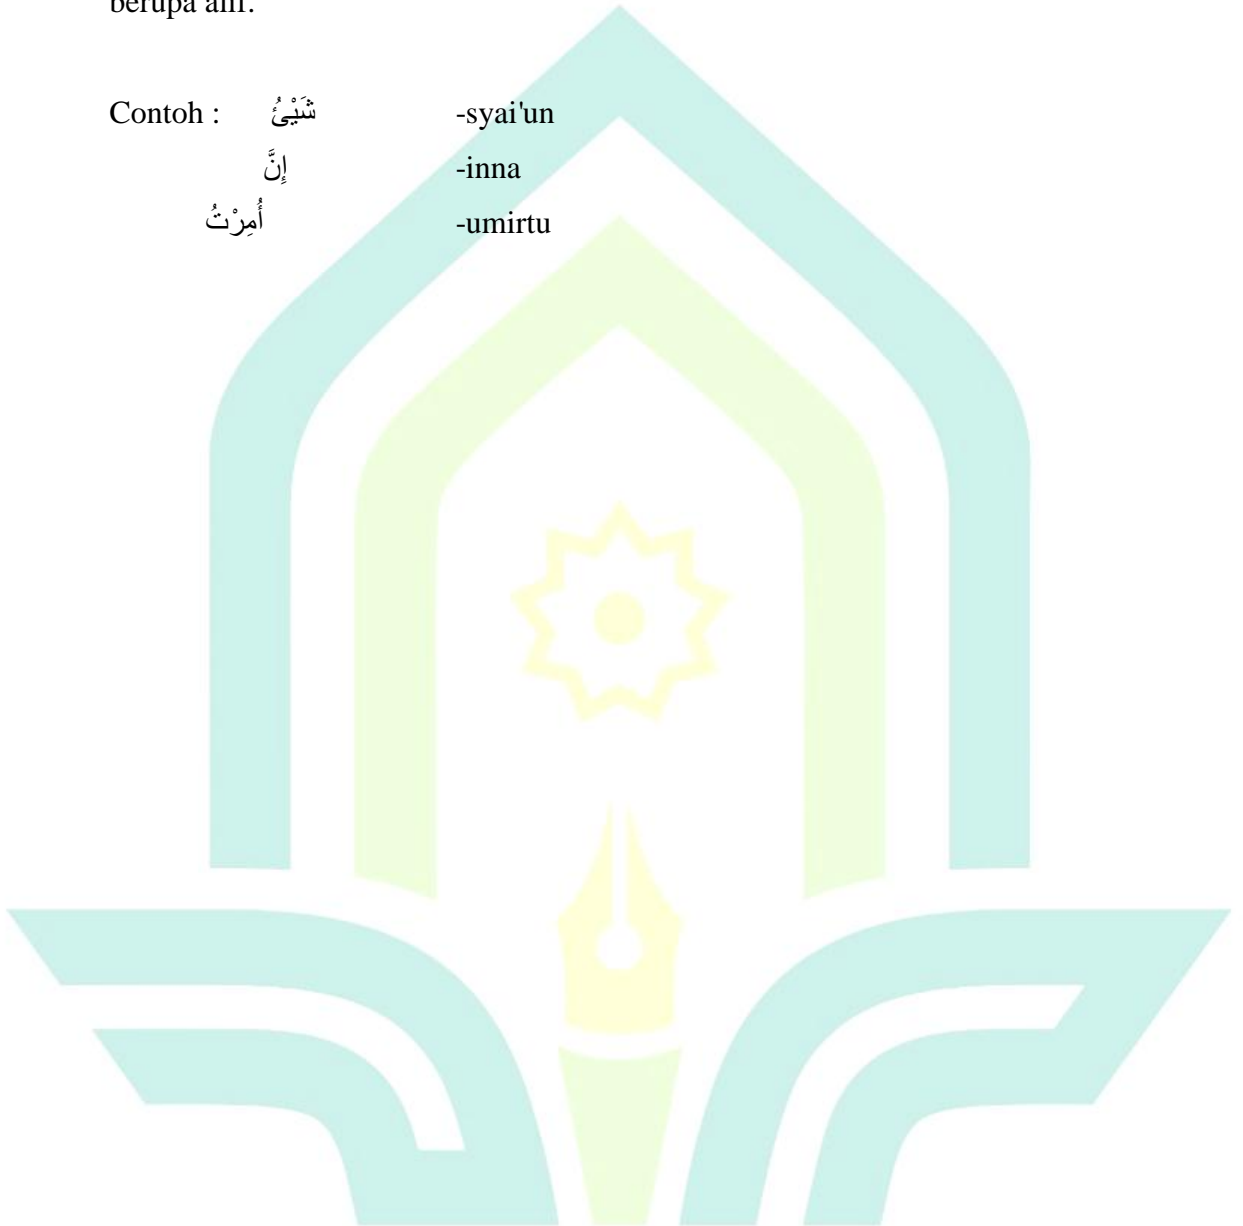 berupa alif.
Contoh : شَيْئُ -syai'un
إِنَّ -inna
أُمِرْتُ -umirtu